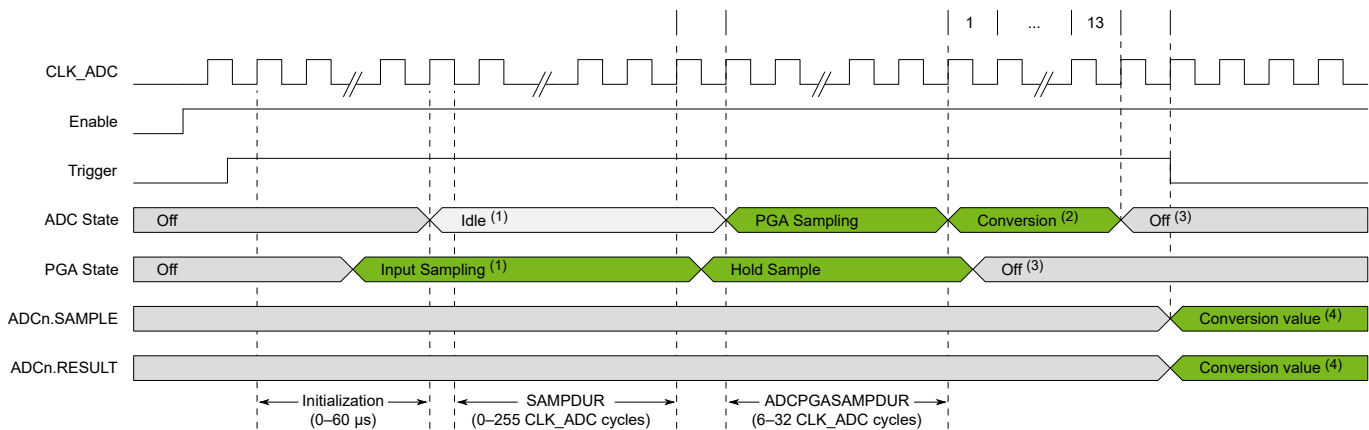 1 ... 13
CLK_ADC
Enable
Trigger
ADC State Off Idle (1) PGA Sampling Conversion (2) Off (3)
PGA State Off Input Sampling (1) Hold Sample Off (3)
ADCn.SAMPLE Conversion value (4)
ADCn.RESULT Conversion value (4)
Initialization SAMPDUR ADCPGASAMPDUR
(0–60 µs) (0–255 CLK_ADC cycles) (6–32 CLK_ADC cycles)